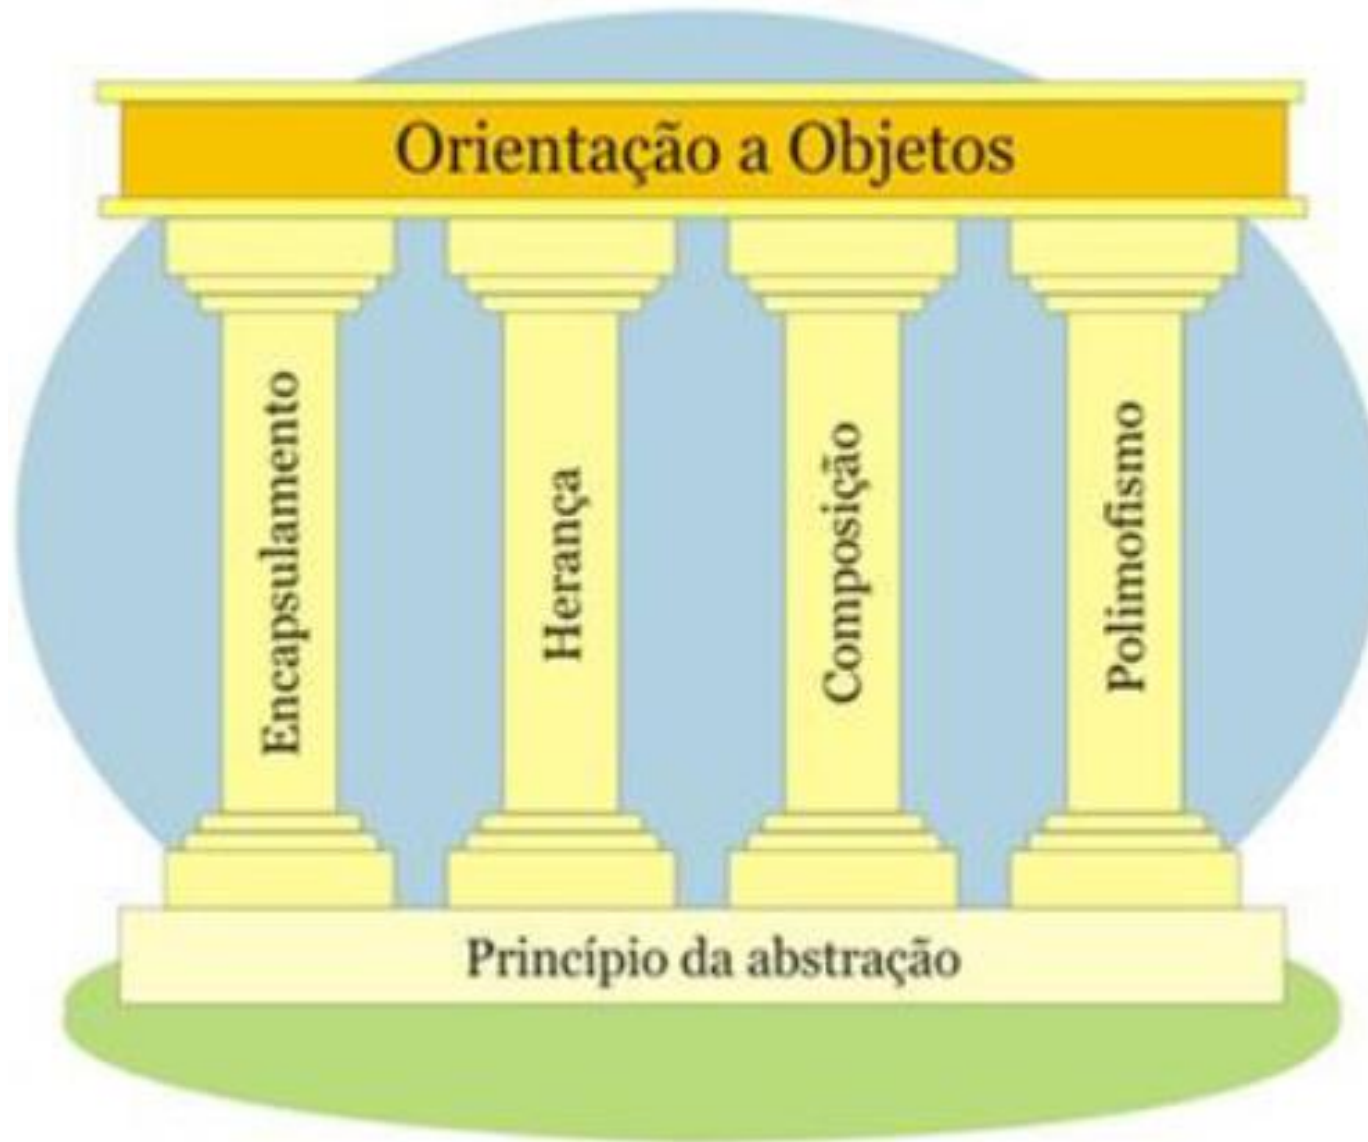 Orientação a Objetos
Encapsulamento
Herança
Composição
Polimofismo
Princípio da abstração